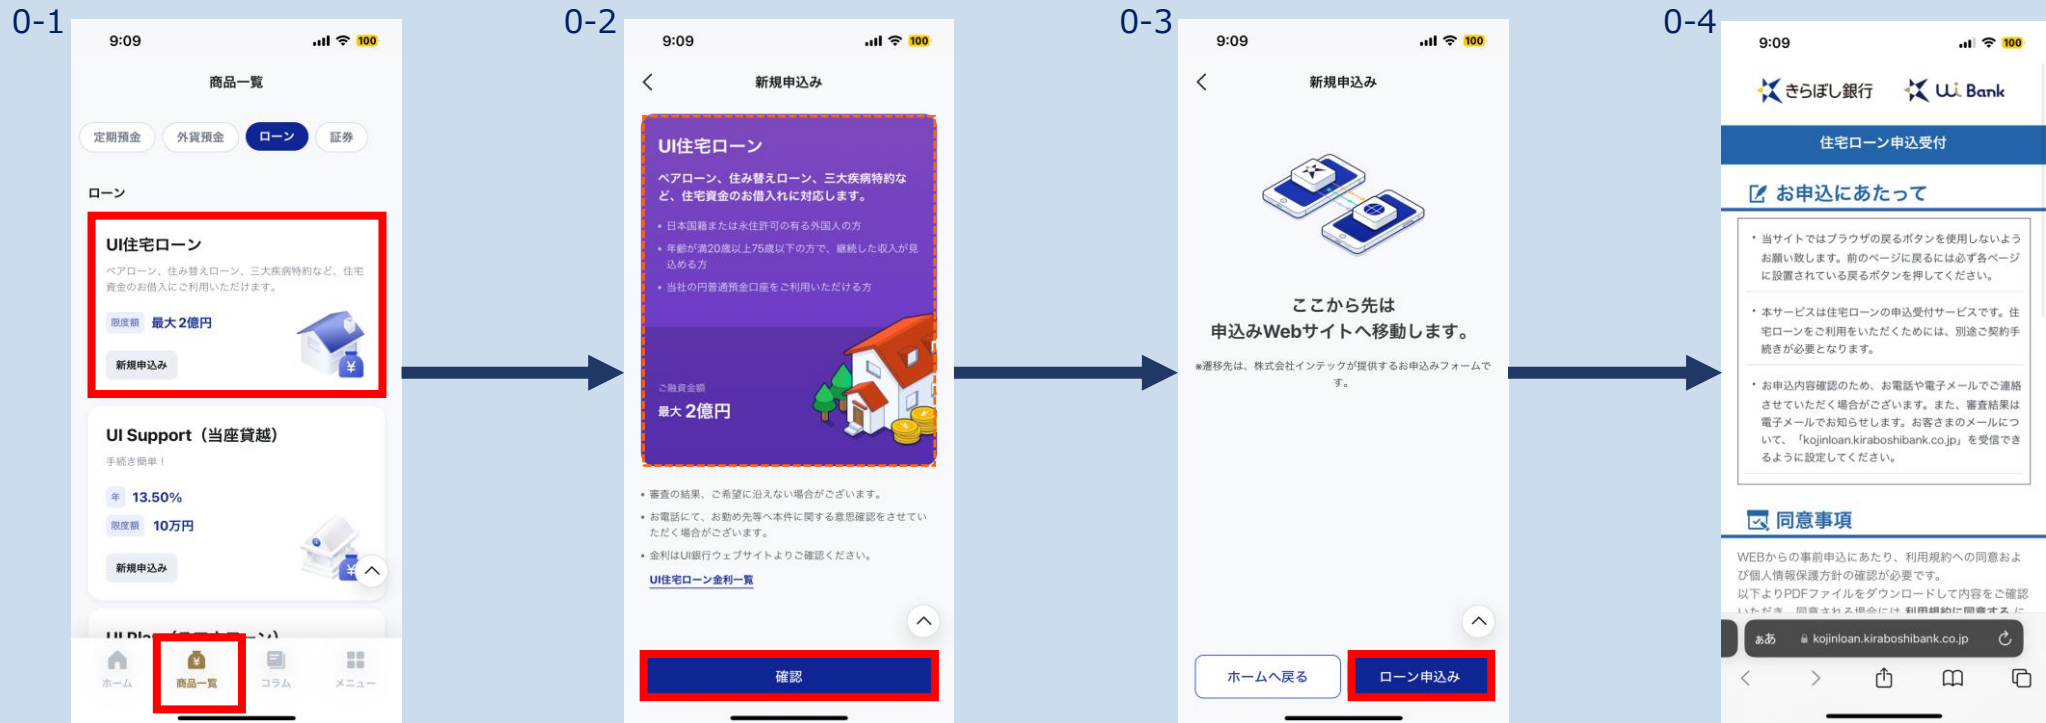 0-1
9:09
100
商品一覧
定期預金
外貨預金
ローン
証券
ローン
UI住宅ローン
ペアローン、住み替えローン、三大疾病特約など、住宅
資金のお借入にご利用いただけます。
限度額 最大2億円
新規申込み
UI Support（当座貸越）
手続き簡単！
年 13.50%
限度額 10万円
新規申込み
ホーム
商品一覧
コラム
メニュー
0-2
9:09
100
新規申込み
UI住宅ローン
ペアローン、住み替えローン、三大疾病特約な
ど、住宅資金のお借入れに対応します。
• 日本国籍または永住許可の有る外国人の方
• 年齢が満20歳以上75歳以下の方で、継続した収入が見
込める方
• 当社の円普通預金口座をご利用いただける方
ご融資金額
最大 2億円
• 審査の結果、ご希望に沿えない場合がございます。
• お電話にて、お勤め先等へ本件に関する意思確認をさせてい
ただく場合がございます。
• 金利はUI銀行ウェブサイトよりご確認ください。
UI住宅ローン金利一覧
確認
0-3
9:09
100
新規申込み
ここから先は
申込みWebサイトへ移動します。
※遷移先は、株式会社インテックが提供するお申込みフォームで
す。
ホームへ戻る
ローン申込み
0-4
9:09
100
きらぼし銀行
UI Bank
住宅ローン申込受付
お申込にあたって
・当サイトではブラウザの戻るボタンを使用しないよう
お願い致します。前のページに戻るには必ず各ページ
に設置されている戻るボタンを押してください。
・本サービスは住宅ローンの申込受付サービスです。住
宅ローンをご利用をいただくためには、別途ご契約手
続きが必要となります。
・お申込内容確認のため、お電話や電子メールでご連絡
させていただく場合がございます。また、審査結果は
電子メールでお知らせします。お客さまのメールにつ
いて、「kojinloan.kiraboshibank.co.jp」を受信でき
るように設定してください。
同意事項
WEBからの事前申込にあたり、利用規約への同意およ
び個人情報保護方針の確認が必要です。
以下よりPDFファイルをダウンロードして内容をご確認
いただき、同意される場合には 利用規約に同意する に
ぁあ
kojinloan.kiraboshibank.co.jp